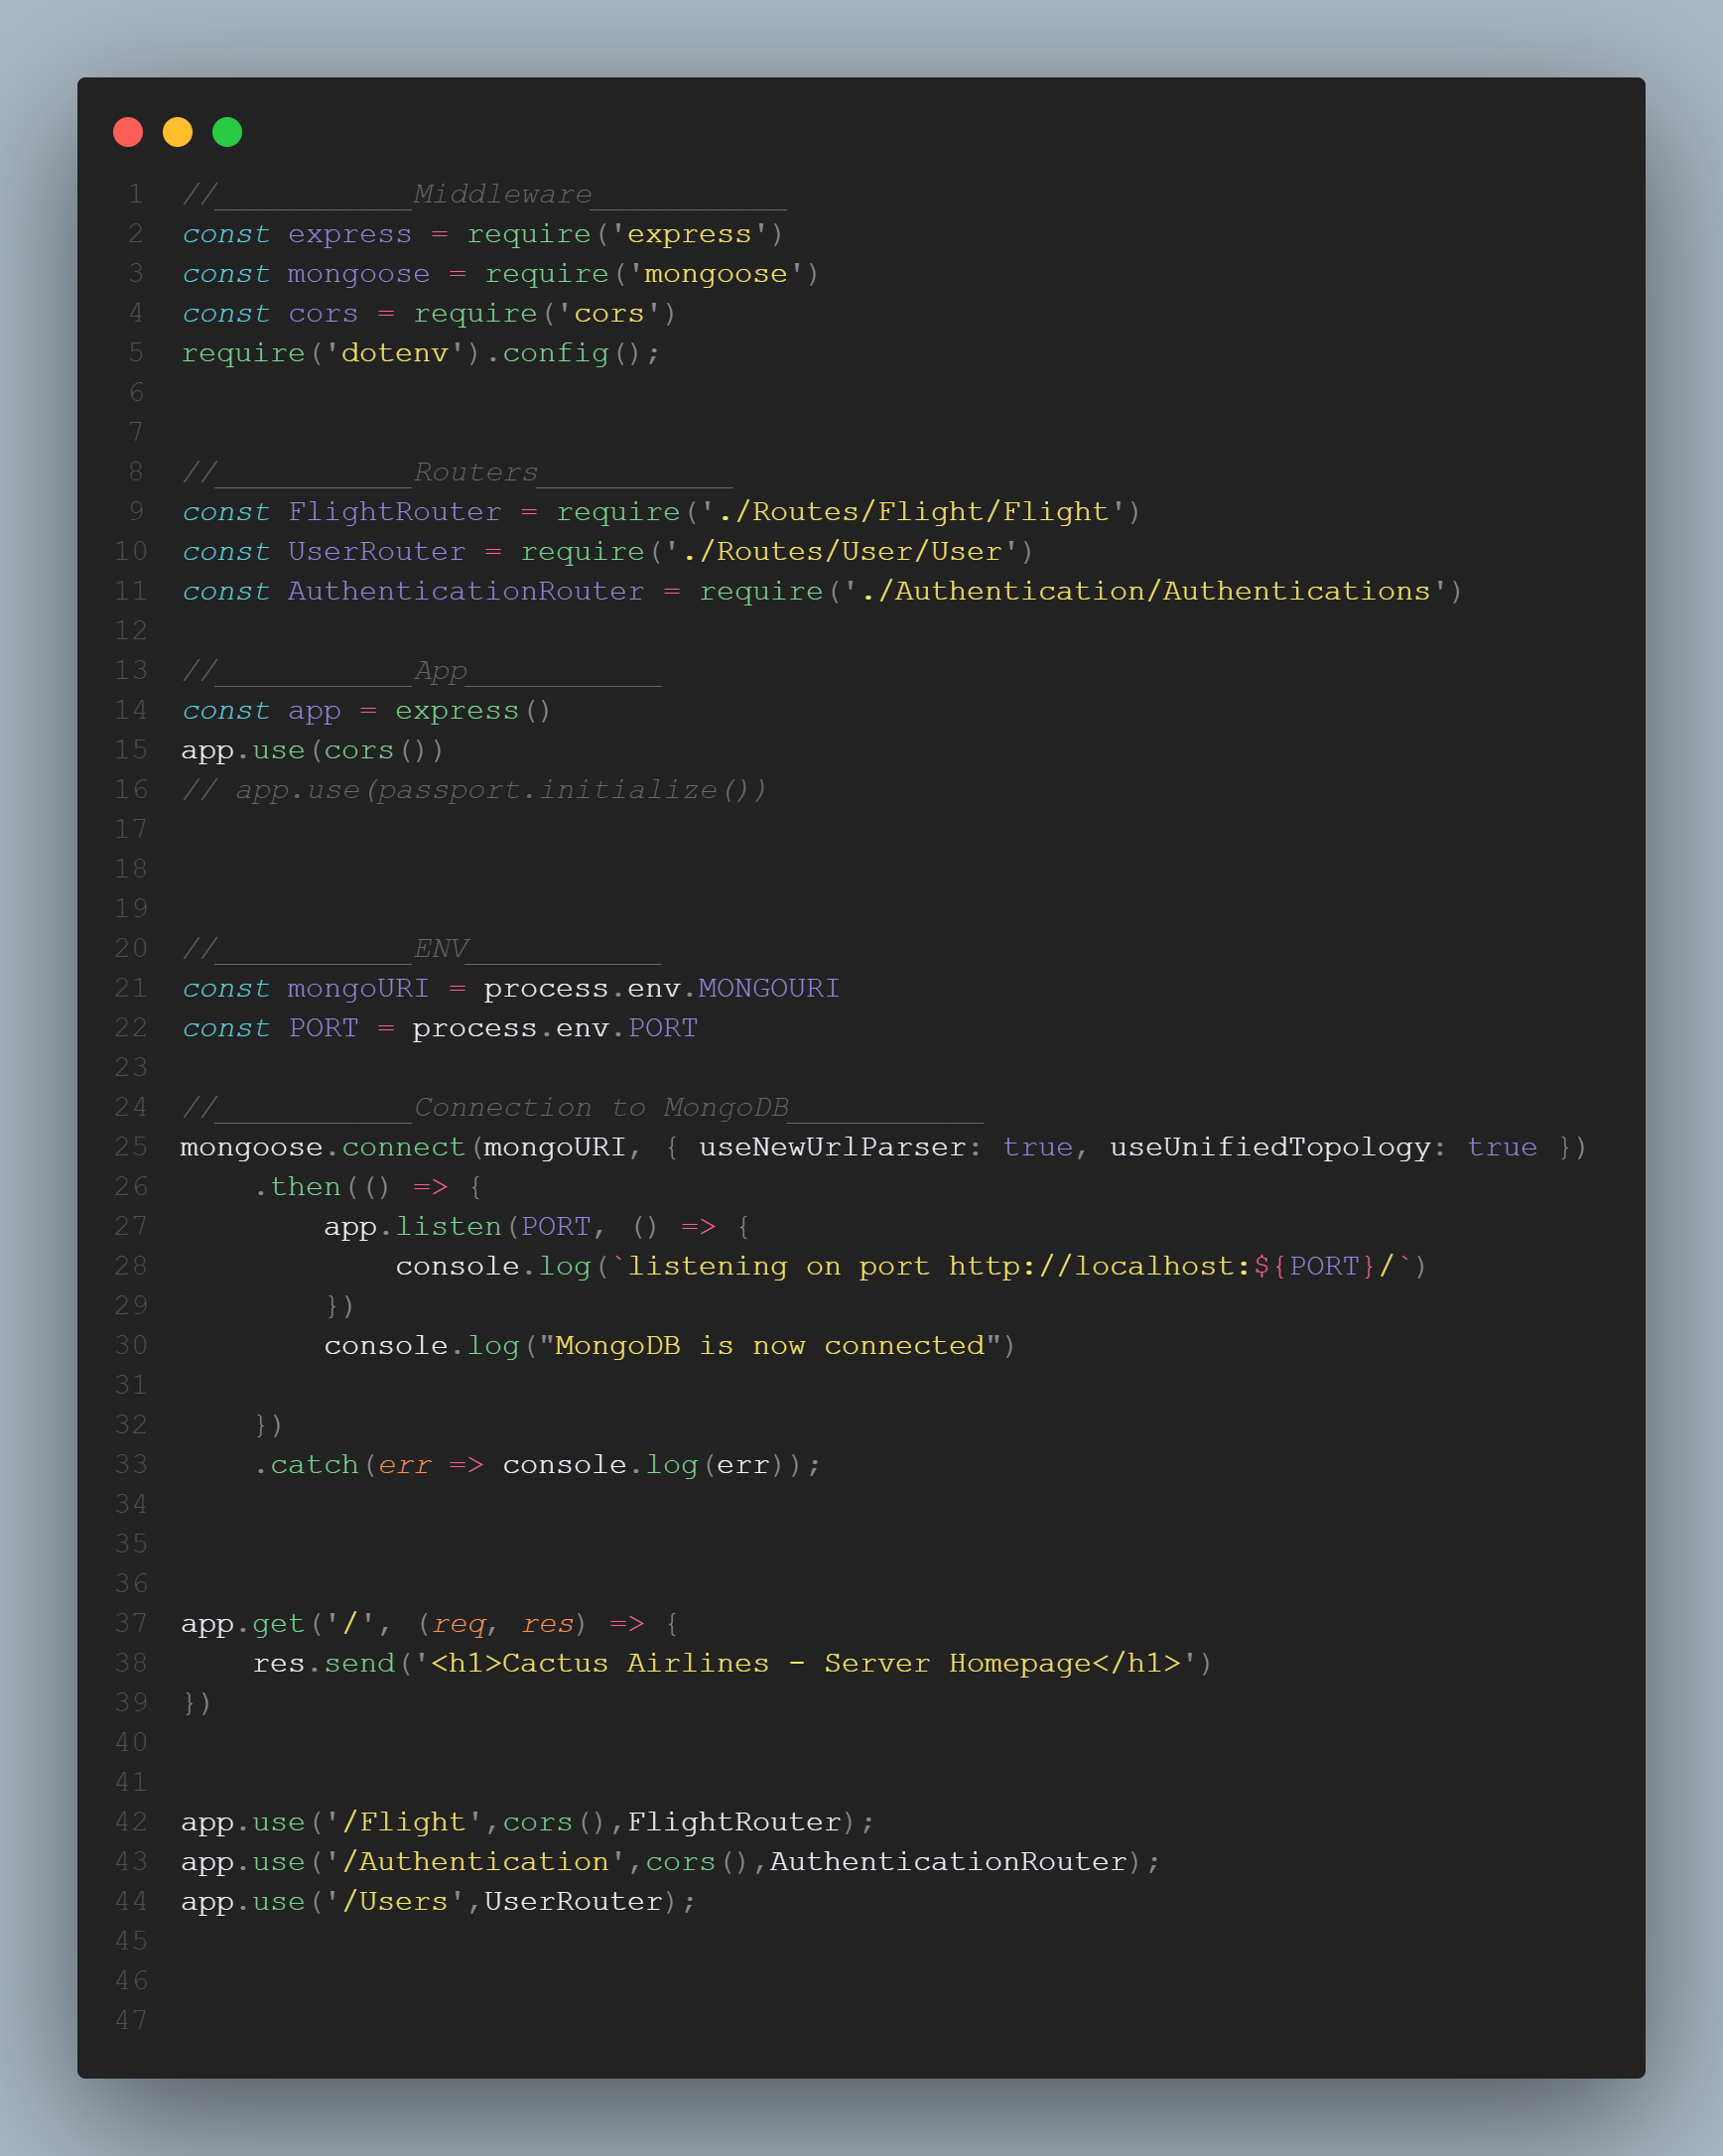 1 //___________Middleware___________
2 const express = require('express')
3 const mongoose = require('mongoose')
4 const cors = require('cors')
5 require('dotenv').config();
6
7
8 //___________Routers___________
9 const FlightRouter = require('./Routes/Flight/Flight')
10 const UserRouter = require('./Routes/User/User')
11 const AuthenticationRouter = require('./Authentication/Authentications')
12
13 //___________App___________
14 const app = express()
15 app.use(cors())
16 // app.use(passport.initialize())
17
18
19
20 //___________ENV___________
21 const mongoURI = process.env.MONGOURI
22 const PORT = process.env.PORT
23
24 //___________Connection to MongoDB___________
25 mongoose.connect(mongoURI, { useNewUrlParser: true, useUnifiedTopology: true })
26     .then(() => {
27         app.listen(PORT, () => {
28             console.log(`listening on port http://localhost:${PORT}/`)
29         })
30         console.log("MongoDB is now connected")
31
32     })
33     .catch(err => console.log(err));
34
35
36
37 app.get('/', (req, res) => {
38     res.send('<h1>Cactus Airlines - Server Homepage</h1>')
39 })
40
41
42 app.use('/Flight',cors(),FlightRouter);
43 app.use('/Authentication',cors(),AuthenticationRouter);
44 app.use('/Users',UserRouter);
45
46
47